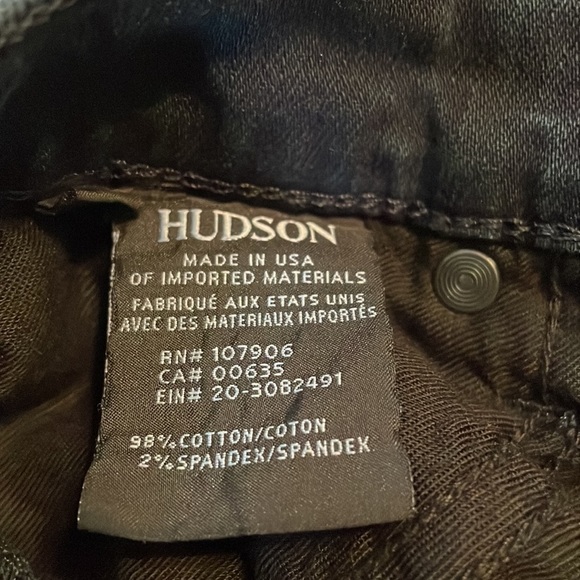 HUDSON
MADE IN USA
OF IMPORTED MATERIALS
FABRIQUÉ AUX ETATS UNIS
AVEC DES MATERIAUX IMPORTÉS
RN# 107906
CA# 00635
EIN# 20-3082491
98% COTTON/COTON
2% SPANDEX/SPANDEX